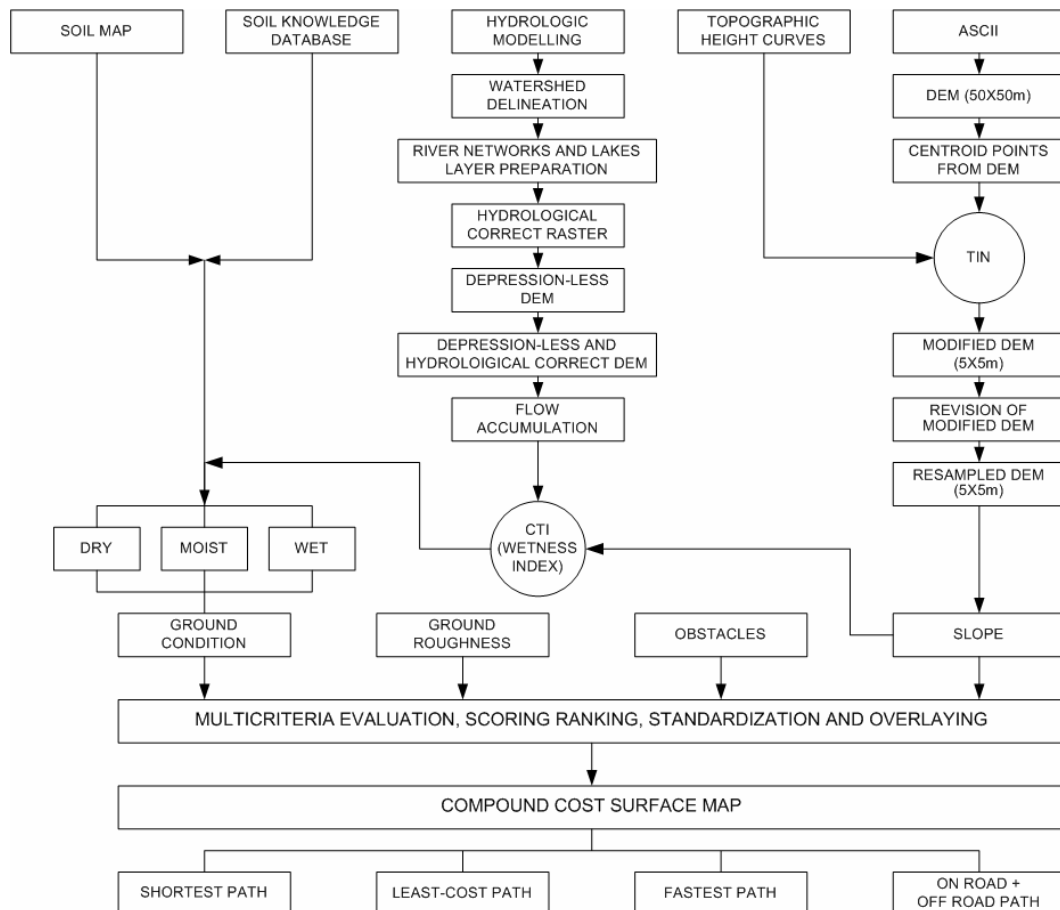 SOIL MAP
SOIL KNOWLEDGE
DATABASE
HYDROLOGIC
MODELLING
TOPOGRAPHIC
HEIGHT CURVES
ASCII
WATERSHED
DELINEATION
DEM (50X50m)
RIVER NETWORKS AND LAKES
LAYER PREPARATION
CENTROID POINTS
FROM DEM
HYDROLOGICAL
CORRECT RASTER
TIN
DEPRESSION-LESS
DEM
DEPRESSION-LESS AND
HYDROLOIGICAL CORRECT DEM
MODIFIED DEM
(5X5m)
FLOW
ACCUMULATION
REVISION OF
MODIFIED DEM
RESAMPLED DEM
(5X5m)
DRY
MOIST
WET
CTI
(WETNESS
INDEX)
GROUND
CONDITION
GROUND
ROUGHNESS
OBSTACLES
SLOPE
MULTICRITERIA EVALUATION, SCORING RANKING, STANDARDIZATION AND OVERLAYING
COMPOUND COST SURFACE MAP
SHORTEST PATH
LEAST-COST PATH
FASTEST PATH
ON ROAD +
OFF ROAD PATH